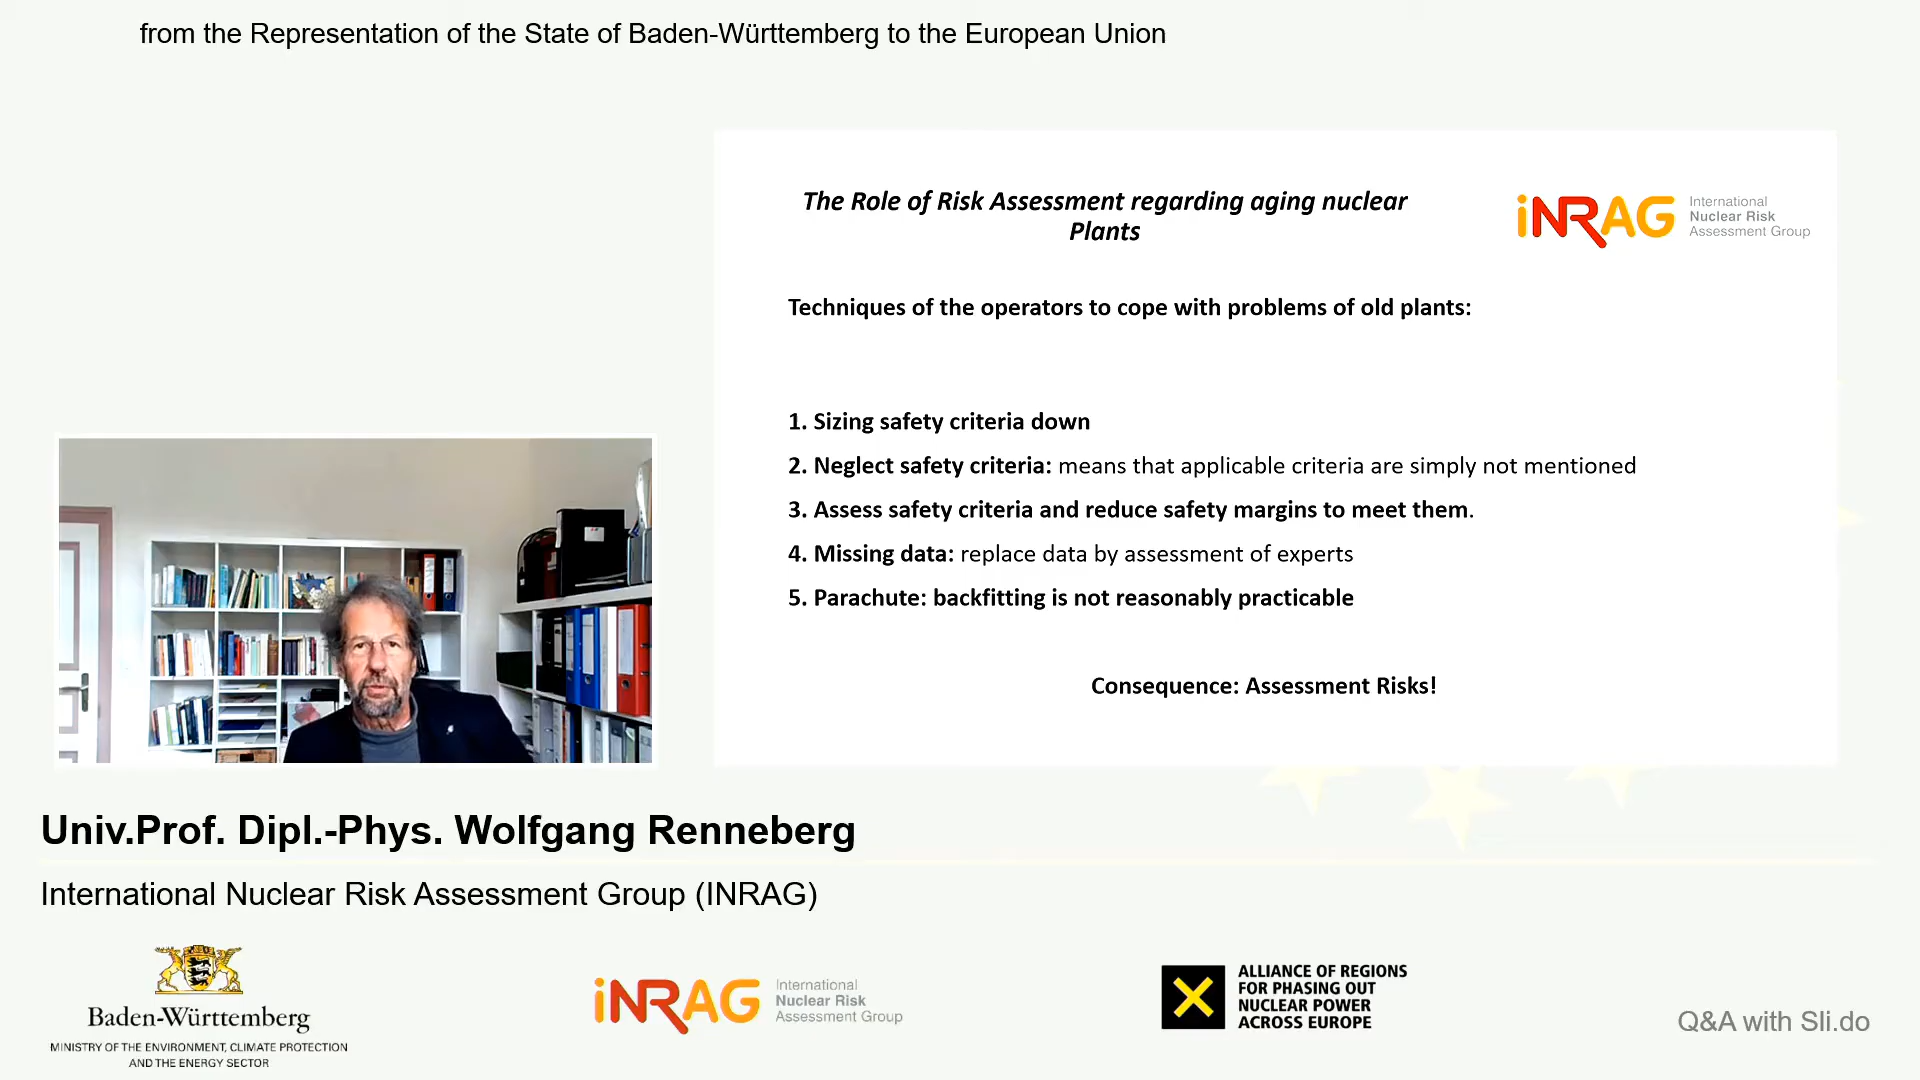 from the Representation of the State of Baden-Württemberg to the European Union
The Role of Risk Assessment regarding aging nuclear
Plants
iNRAG
International
Nuclear Risk
Assessment Group
Techniques of the operators to cope with problems of old plants:
1. Sizing safety criteria down
2. Neglect safety criteria: means that applicable criteria are simply not mentioned
3. Assess safety criteria and reduce safety margins to meet them.
4. Missing data: replace data by assessment of experts
5. Parachute: backfitting is not reasonably practicable
Consequence: Assessment Risks!
Univ.Prof. Dipl.-Phys. Wolfgang Renneberg
International Nuclear Risk Assessment Group (INRAG)
Baden-Württemberg
MINISTRY OF THE ENVIRONMENT, CLIMATE PROTECTION
AND THE ENERGY SECTOR
iNRAG
International
Nuclear Risk
Assessment Group
ALLIANCE OF REGIONS
FOR PHASING OUT
NUCLEAR POWER
ACROSS EUROPE
Q&A with Sli.do